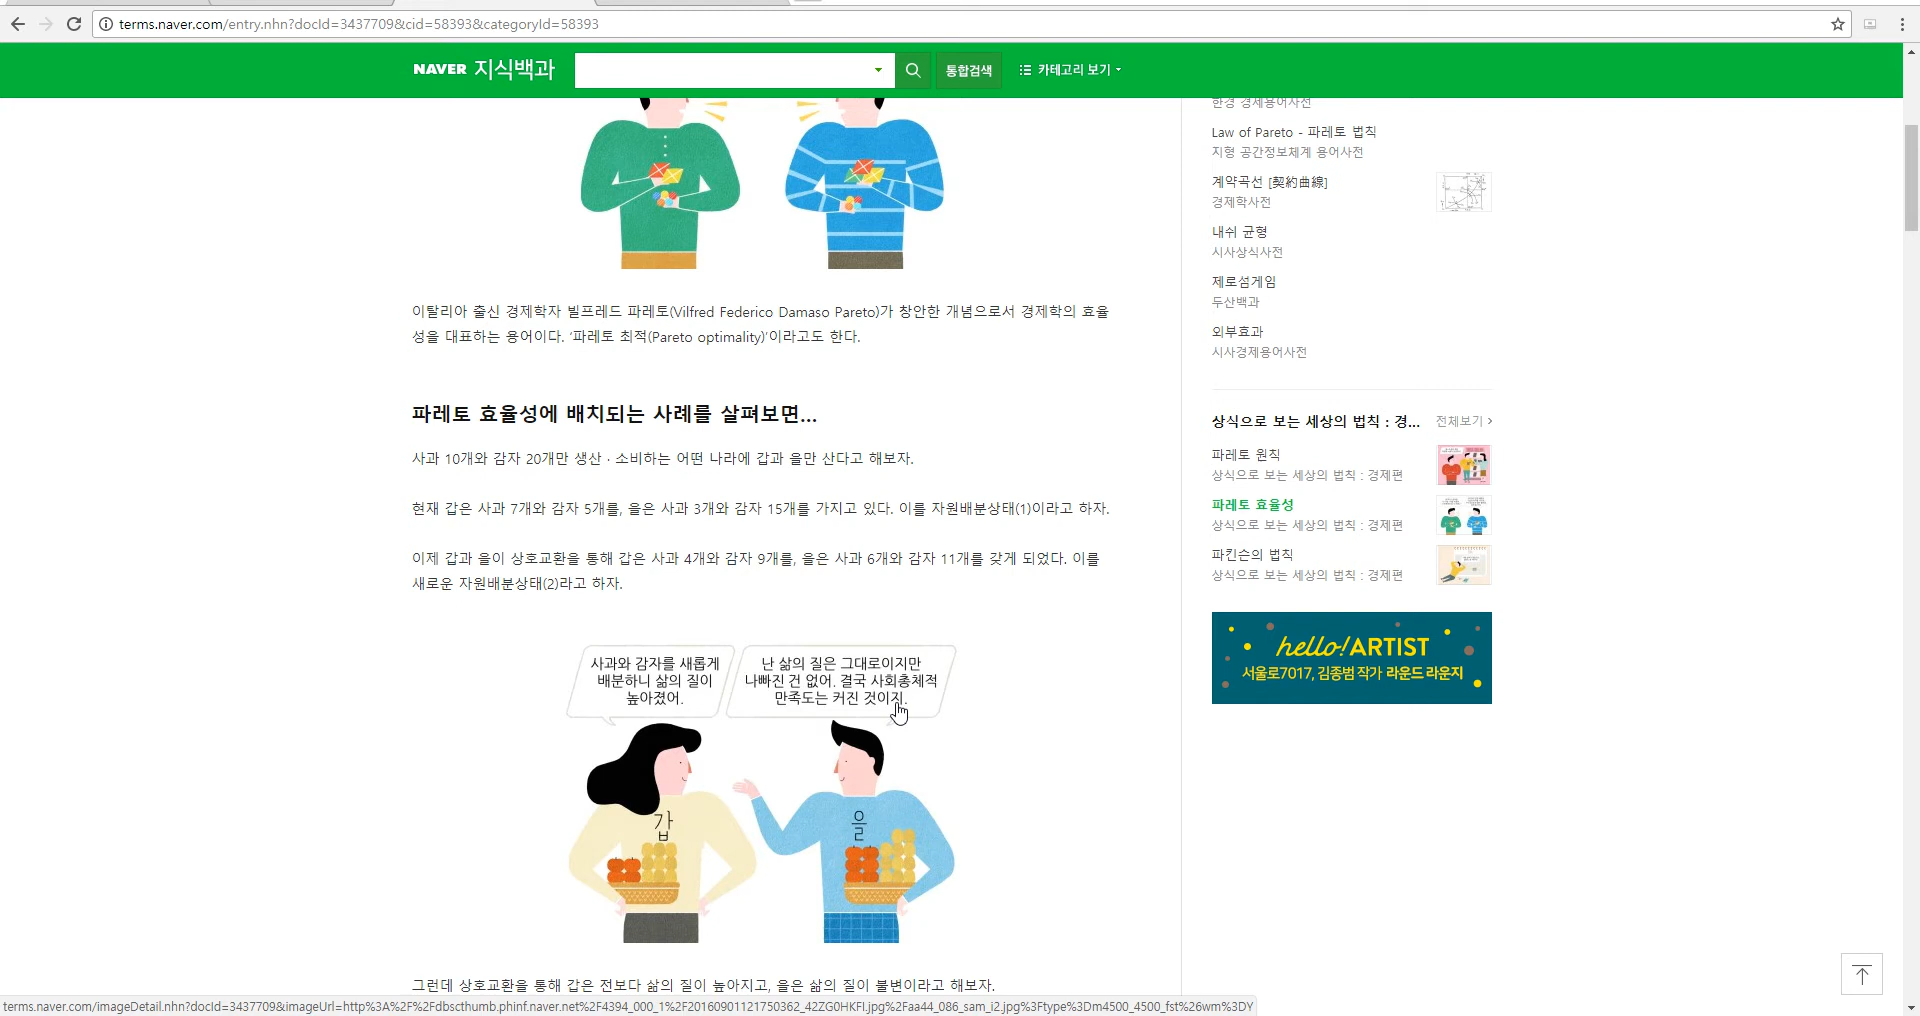 terms.naver.com/entry.nhn?docId=3437709&cid=58393&categoryId=58393
NAVER 지식백과
통합검색
카테고리 보기
이탈리아 출신 경제학자 빌프레드 파레토(Vilfred Federico Damaso Pareto)가 창안한 개념으로서 경제학의 효율
성을 대표하는 용어이다. ‘파레토 최적(Pareto optimality)’이라고도 한다.
파레토 효율성에 배치되는 사례를 살펴보면...
사과 10개와 감자 20개만 생산 · 소비하는 어떤 나라에 갑과 을만 산다고 해보자.
현재 갑은 사과 7개와 감자 5개를, 을은 사과 3개와 감자 15개를 가지고 있다. 이를 자원배분상태(1)이라고 하자.
이제 갑과 을이 상호교환을 통해 갑은 사과 4개와 감자 9개를, 을은 사과 6개와 감자 11개를 갖게 되었다. 이를
새로운 자원배분상태(2)라고 하자.
사과와 감자를 새롭게
배분하니 삶의 질이
높아졌어.
난 삶의 질은 그대로이지만
나빠진 건 없어. 결국 사회총체적
만족도는 커진 것이지.
갑
을
그런데 상호교환을 통해 갑은 전보다 삶의 질이 높아지고, 을은 삶의 질이 불변이라고 해보자.
한경 경제용어사전
Law of Pareto - 파레토 법칙
지형 공간정보체계 용어사전
계약곡선 [契約曲線]
경제학사전
내쉬 균형
시사상식사전
제로섬게임
두산백과
외부효과
시사경제용어사전
상식으로 보는 세상의 법칙 : 경... 전체보기
파레토 원칙
상식으로 보는 세상의 법칙 : 경제편
파레토 효율성
상식으로 보는 세상의 법칙 : 경제편
파킨슨의 법칙
상식으로 보는 세상의 법칙 : 경제편
hello!ARTIST
서울로7017, 김종범 작가 라운드 라운지
terms.naver.com/imageDetail.nhn?docId=3437709&imageUrl=http%3A%2F%2Fdbscthumb.phinf.naver.net%2F4394_000_1%2F20160901121750362_42ZG0HKFI.jpg%2Faa44_086_sam_i2.jpg%3Ftype%3Dm4500_4500_fst%26wm%3DY